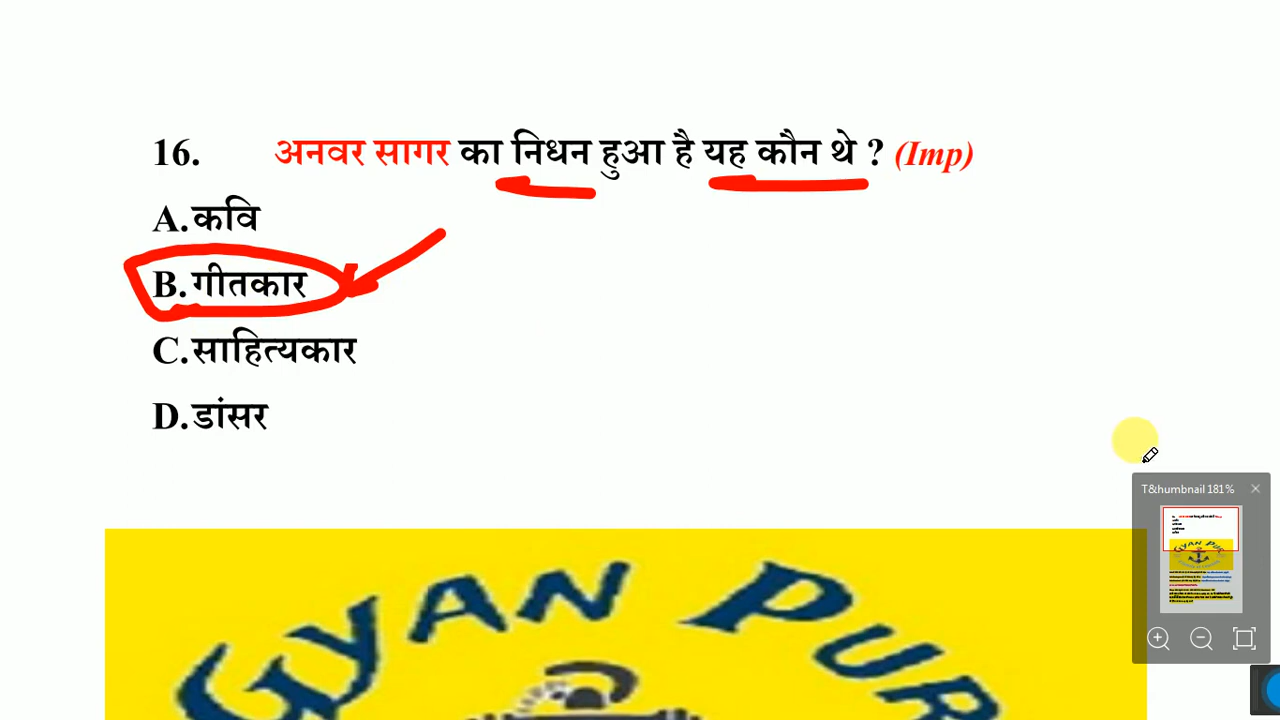 16. अनवर सागर का निधन हुआ है यह कौन थे ? (Imp)
A.कवि
B.गीतकार
C.साहित्यकार
D.डांसर
T&humbnail 181%
GYAN PUR